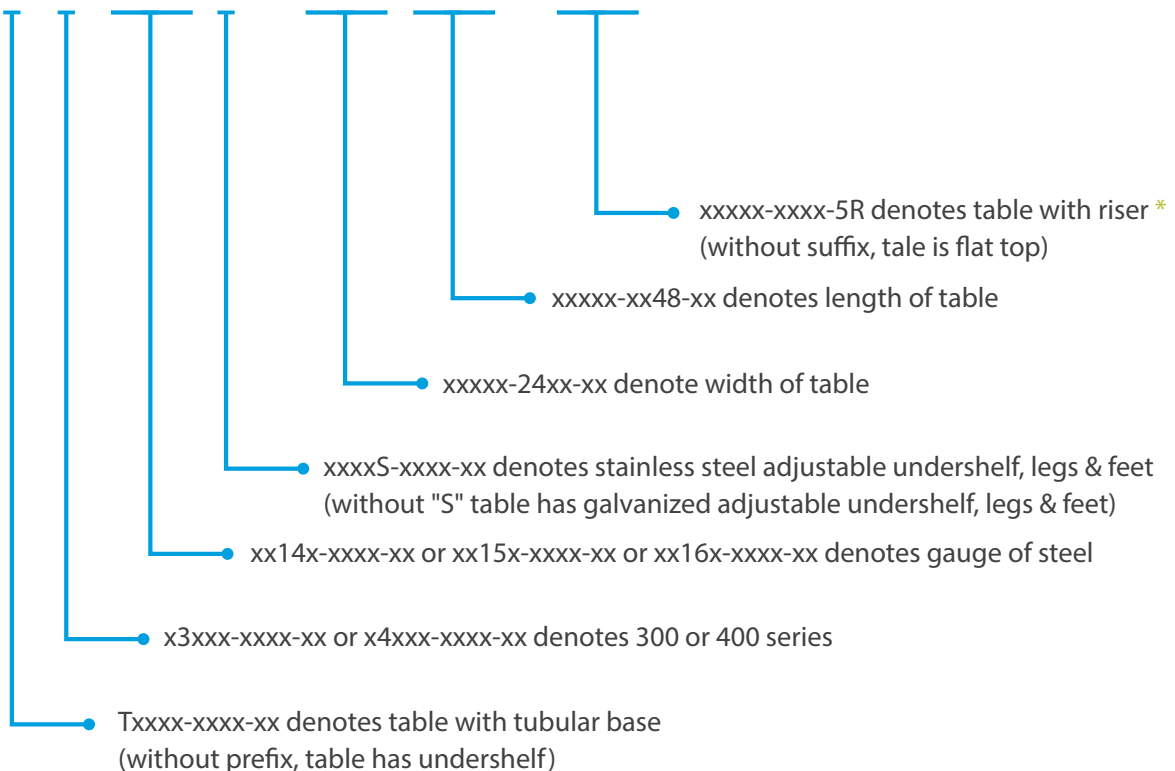 xxxxx-xxxx-5R denotes table with riser *
(without suffix, tale is flat top)
xxxxx-xx48-xx denotes length of table
xxxxx-24xx-xx denote width of table
xxxxS-xxxx-xx denotes stainless steel adjustable undershelf, legs & feet
(without "S" table has galvanized adjustable undershelf, legs & feet)
xx14x-xxxx-xx or xx15x-xxxx-xx or xx16x-xxxx-xx denotes gauge of steel
x3xxx-xxxx-xx or x4xxx-xxxx-xx denotes 300 or 400 series
Txxxx-xxxx-xx denotes table with tubular base
(without prefix, table has undershelf)